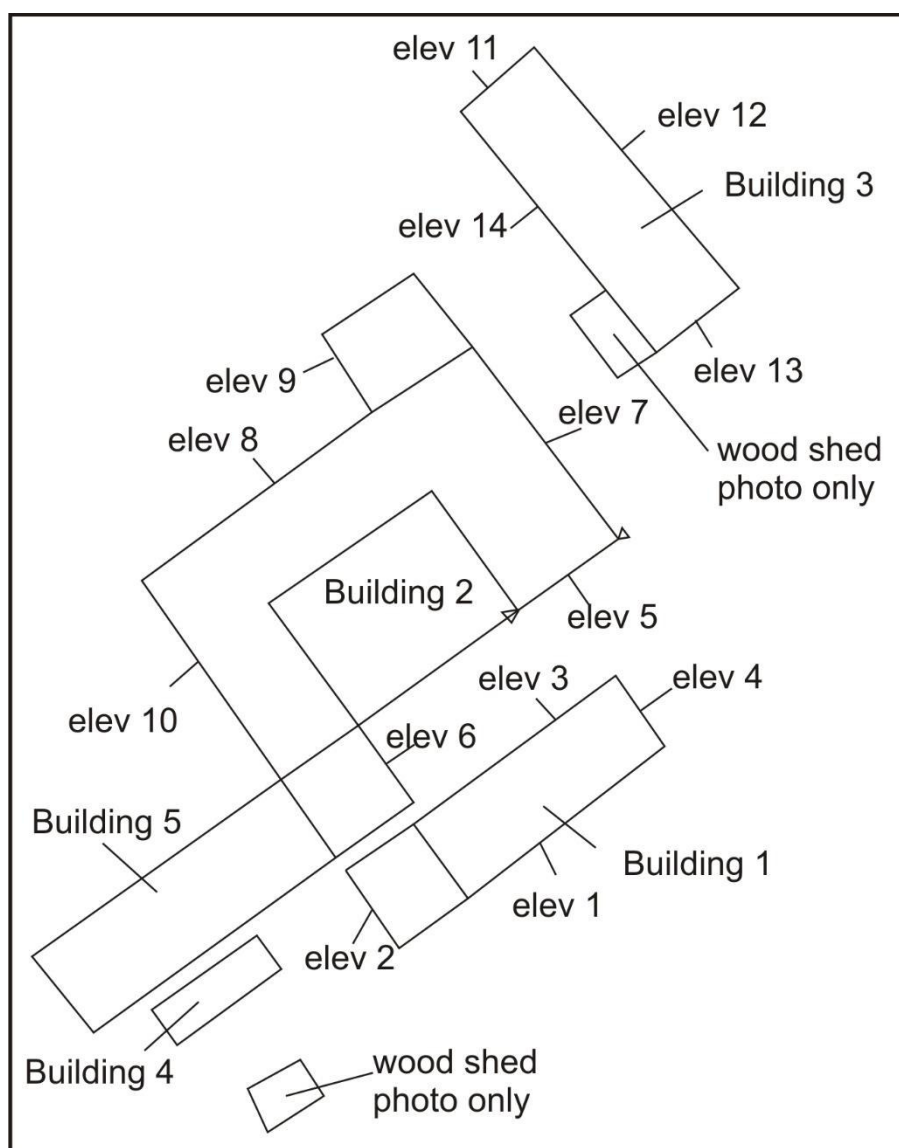 elev 11
elev 12
Building 3
elev 14
elev 13
elev 9
elev 7
elev 8
wood shed
photo only
Building 2
elev 5
elev 3
elev 4
elev 10
elev 6
Building 5
Building 1
elev 1
elev 2
Building 4
wood shed
photo only